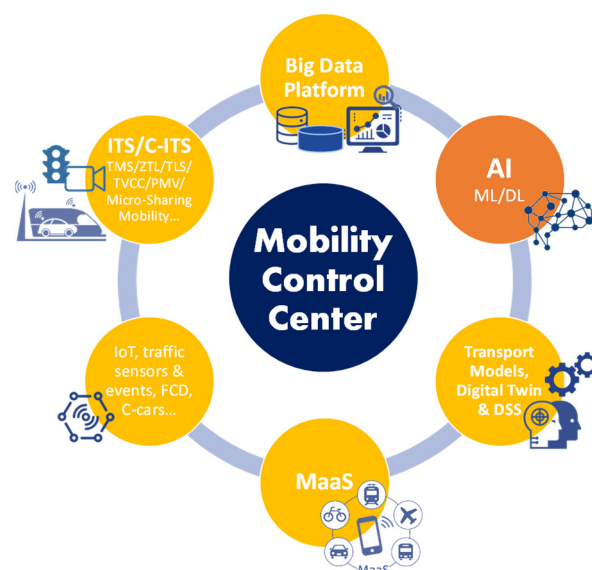 Big Data
Platform
ITS/C-ITS
TMS/ZTL/TLS/
TVCC/PMV/
Micro-Sharing
Mobility...
AI
ML/DL
Mobility
Control
Center
IoT, traffic
sensors &
events, FCD,
C-cars...
Transport
Models,
Digital Twin
& DSS
MaaS
MaaS